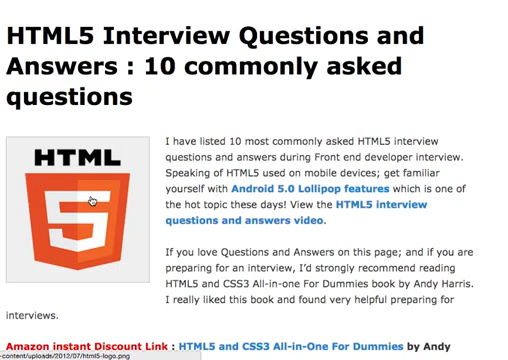 HTML5 Interview Questions and
Answers : 10 commonly asked
questions
HTML
5
I have listed 10 most commonly asked HTML5 interview
questions and answers during Front end developer interview.
Speaking of HTML5 used on mobile devices; get familiar
yourself with Android 5.0 Lollipop features which is one of
the hot topic these days! View the HTML5 interview
questions and answers video.
If you love Questions and Answers on this page; and if you are
preparing for an interview, I'd strongly recommend reading
HTML5 and CSS3 All-in-one For Dummies book by Andy Harris.
I really liked this book and found very helpful preparing for
interviews.
Amazon instant Discount Link : HTML5 and CSS3 All-in-One For Dummies by Andy
-content/uploads/2012/07/html5-logo.png